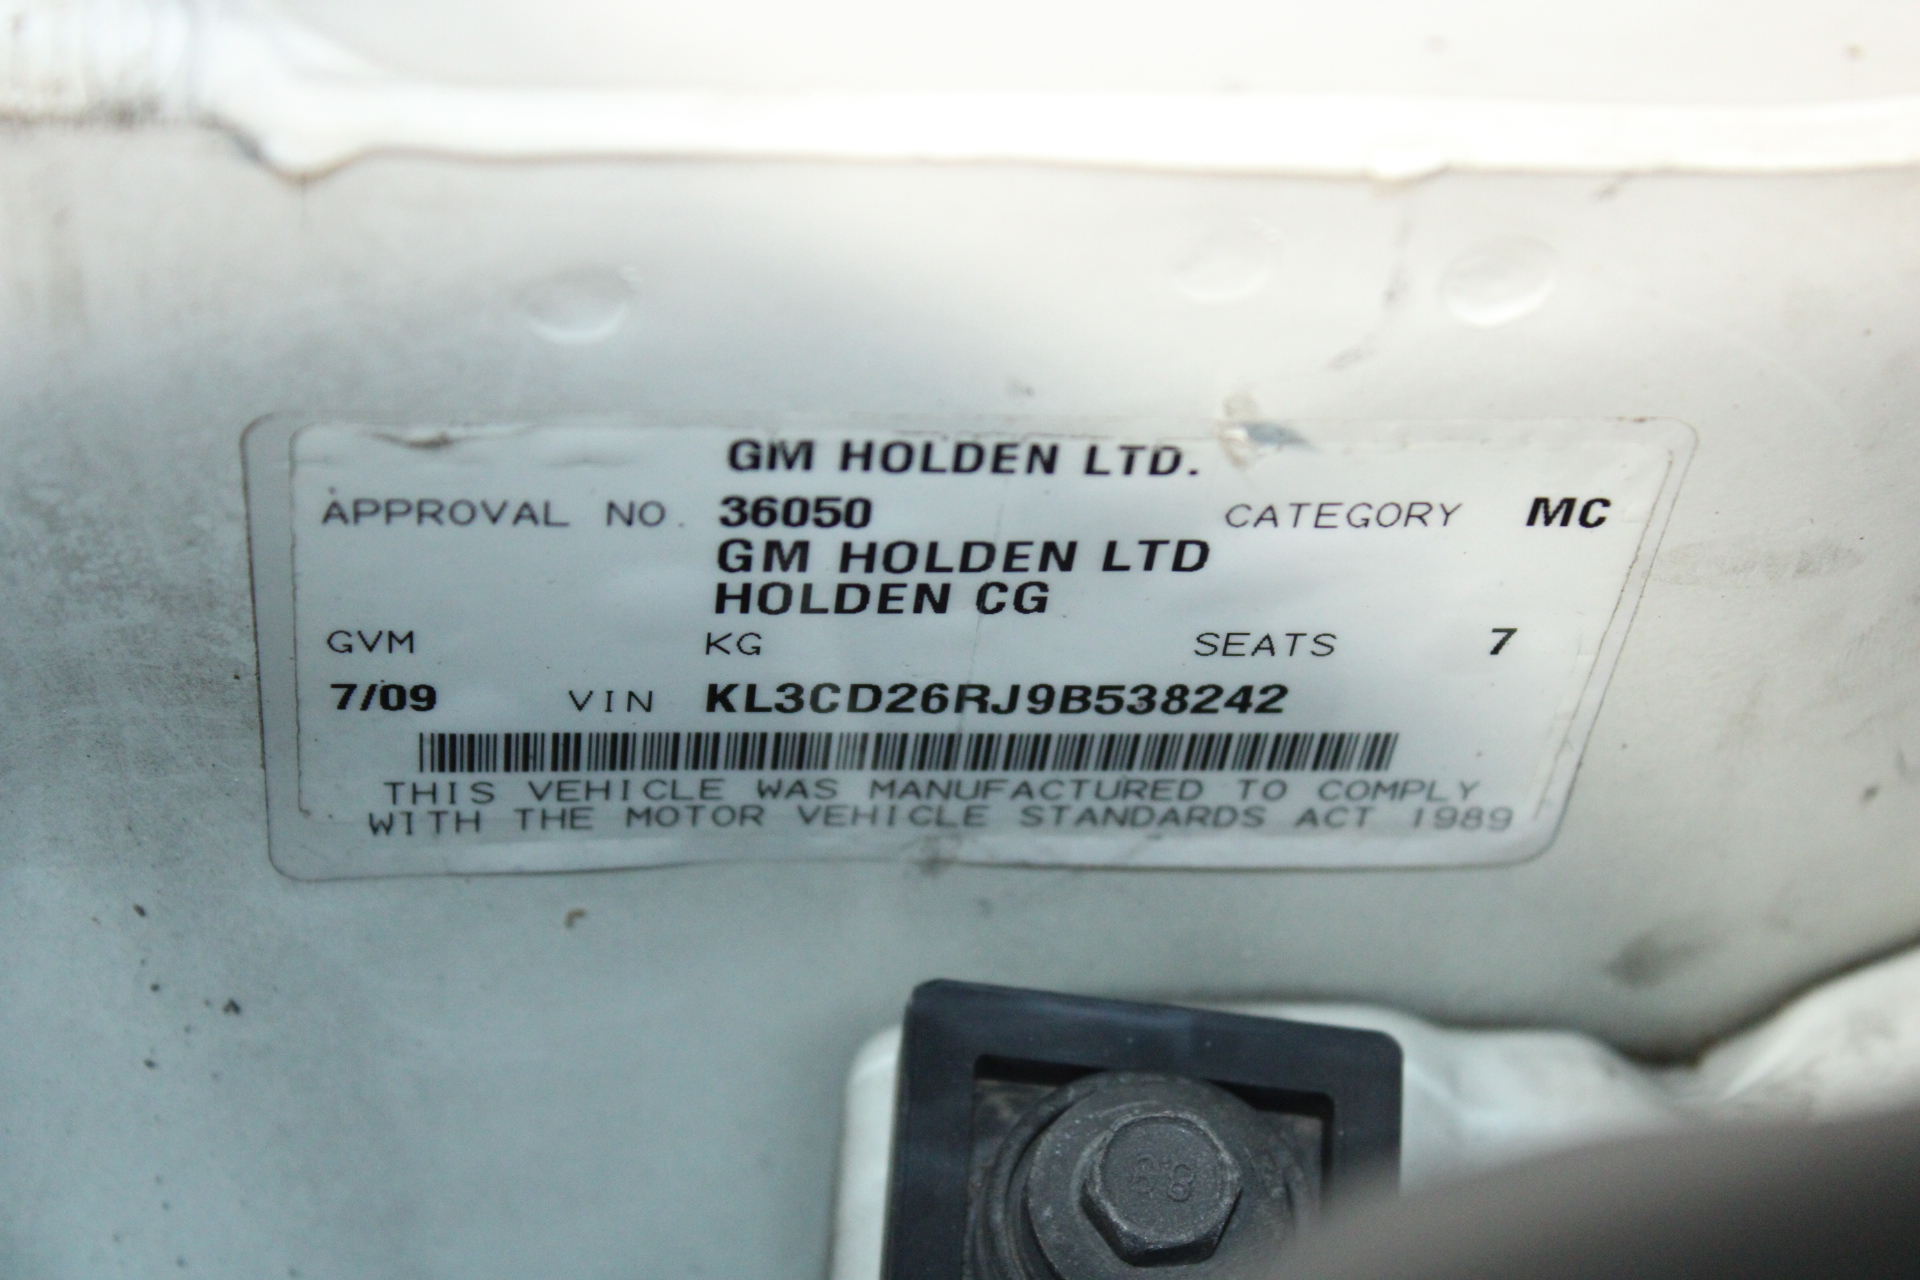 GM HOLDEN LTD.
APPROVAL NO. 36050 CATEGORY MC
GM HOLDEN LTD
HOLDEN CG
GVM KG SEATS 7
7/09 VIN KL3CD26RJ9B538242
THIS VEHICLE WAS MANUFACTURED TO COMPLY
WITH THE MOTOR VEHICLE STANDARDS ACT 1989